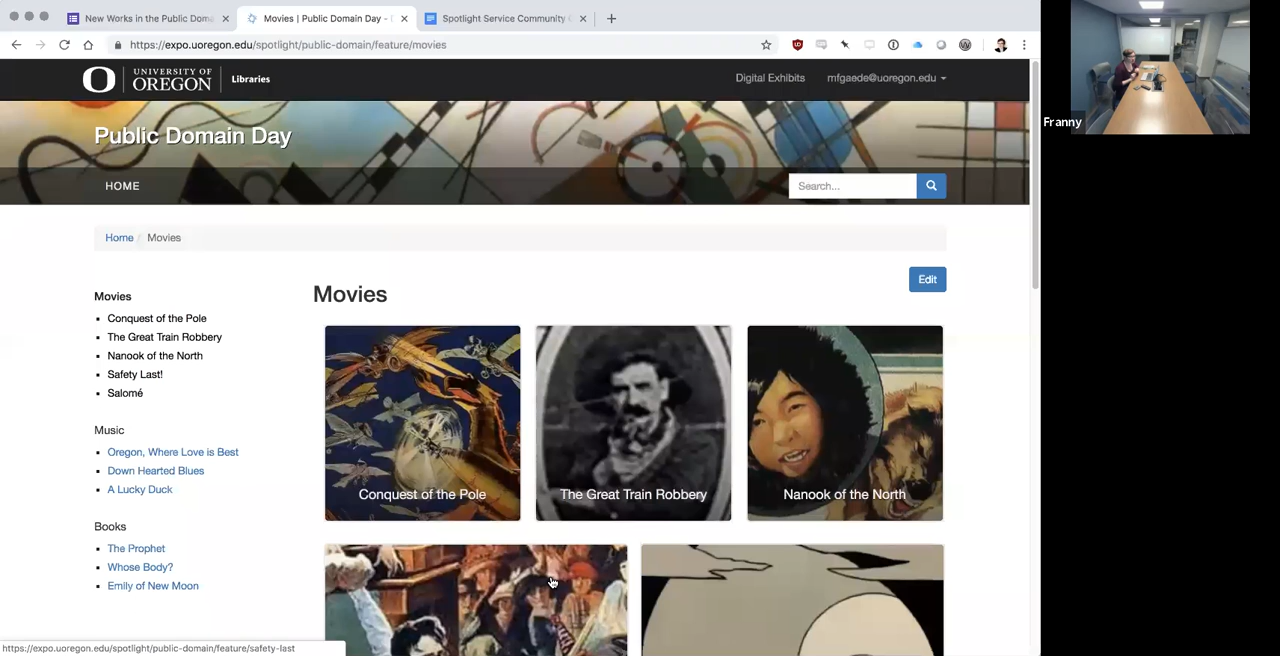 New Works in the Public Doma
Movies | Public Domain Day -
Spotlight Service Community
https://expo.uoregon.edu/spotlight/public-domain/feature/movies
Franny
UNIVERSITY OF
OREGON
Libraries
Digital Exhibits
mfgaede@uoregon.edu
Public Domain Day
HOME
Search...
Home / Movies
Edit
Movies
Conquest of the Pole
The Great Train Robbery
Nanook of the North
Safety Last!
Salomé
Music
Oregon, Where Love is Best
Down Hearted Blues
A Lucky Duck
Books
The Prophet
Whose Body?
Emily of New Moon
Movies
Conquest of the Pole
The Great Train Robbery
Nanook of the North
https://expo.uoregon.edu/spotlight/public-domain/feature/safety-last